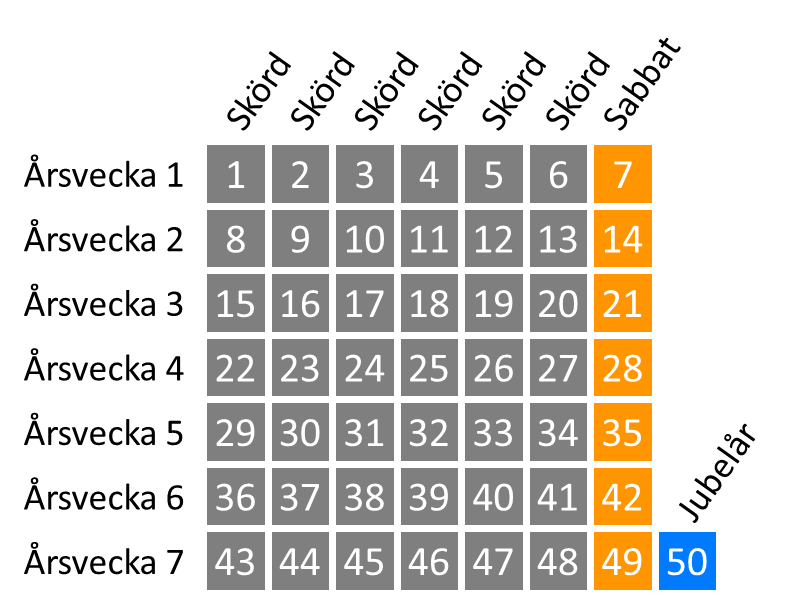 Skörd Skörd Skörd Skörd Skörd Skörd Sabbat
Årsvecka 1 1 2 3 4 5 6 7
Årsvecka 2 8 9 10 11 12 13 14
Årsvecka 3 15 16 17 18 19 20 21
Årsvecka 4 22 23 24 25 26 27 28
Årsvecka 5 29 30 31 32 33 34 35
Årsvecka 6 36 37 38 39 40 41 42
Jubelår
Årsvecka 7 43 44 45 46 47 48 49 50